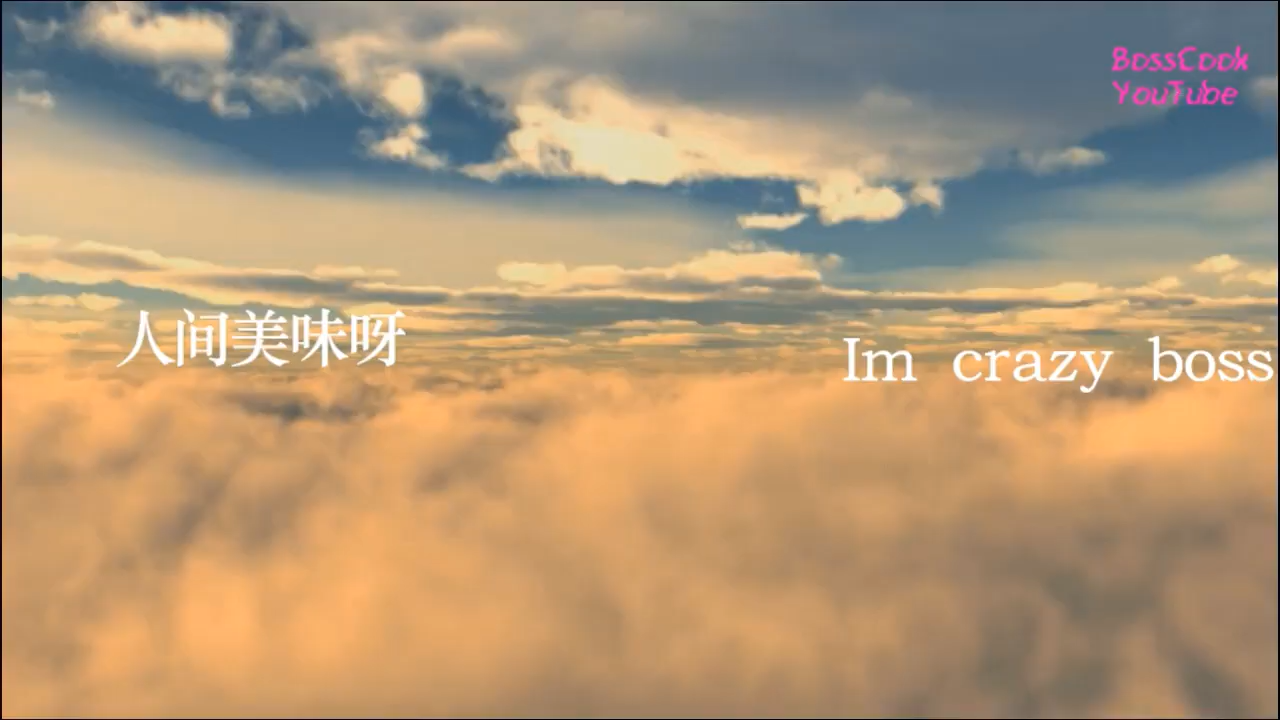 BossCook
YouTube
人间美味呀
Im crazy boss